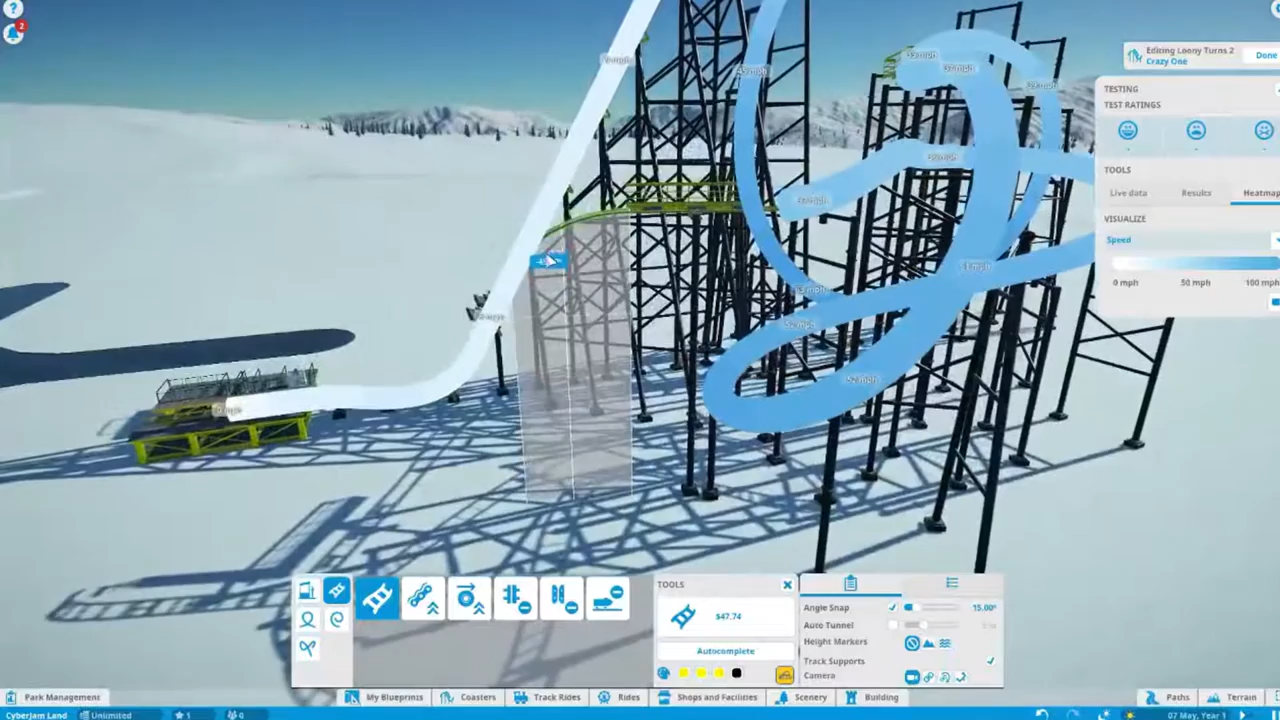 ?
2
Editing Loony Turns 2
Crazy One
Done
TESTING
TEST RATINGS
TOOLS
Live data
Results
Heatmap
VISUALIZE
Speed
0 mph
50 mph
100 mph
TOOLS
$47.74
Autocomplete
Angle Snap
15.00°
Auto Tunnel
Height Markers
Track Supports
Camera
Park Management
My Blueprints
Coasters
Track Rides
Rides
Shops and Facilities
Scenery
Building
Paths
Terrain
CyberJam Land
Unlimited
1
0
07 May, Year 1